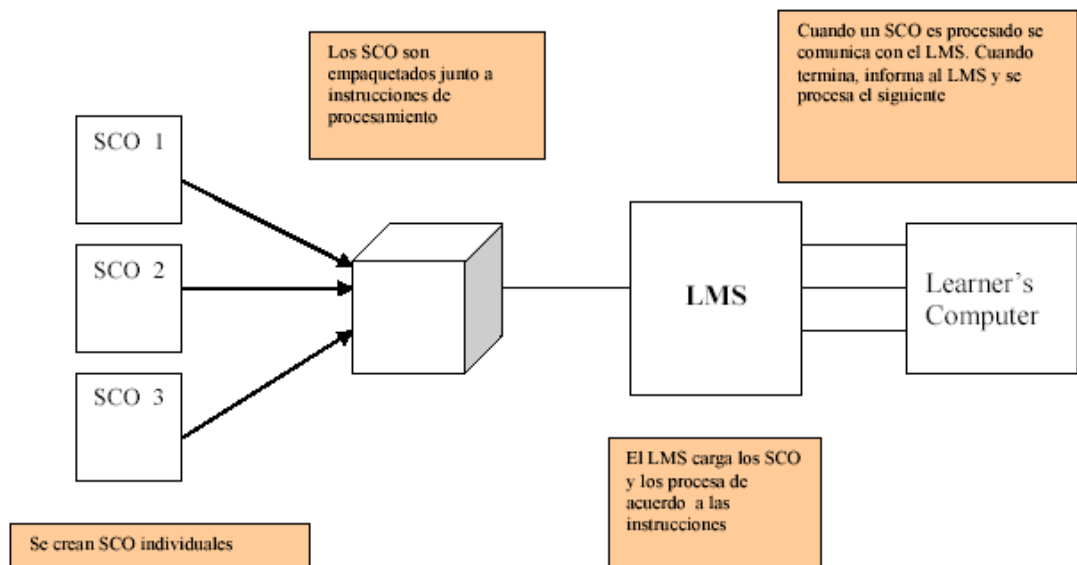 Los SCO son
empaquetados junto a
instrucciones de
procesamiento
Cuando un SCO es procesado se
comunica con el LMS. Cuando
termina, informa al LMS y se
procesa el siguiente
SCO 1
SCO 2
SCO 3
LMS
Learner's
Computer
El LMS carga los SCO
y los procesa de
acuerdo a las
instrucciones
Se crean SCO individuales